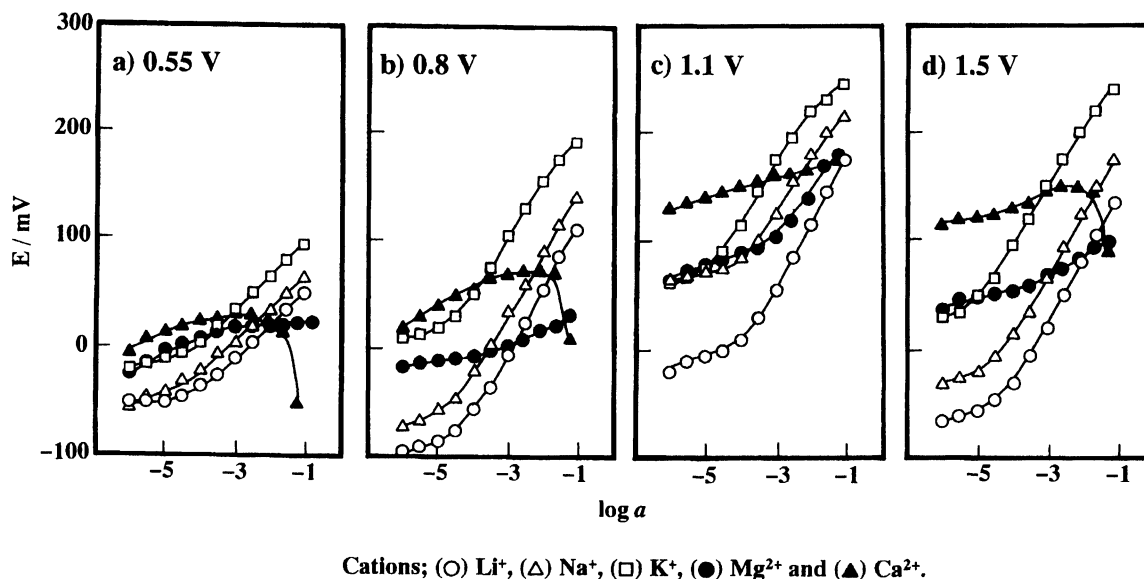 300
200
100
0
−100
E / mV
a) 0.55 V
b) 0.8 V
c) 1.1 V
d) 1.5 V
−5 −3 −1
−5 −3 −1
−5 −3 −1
−5 −3 −1
log a
Cations; (○) Li⁺, (△) Na⁺, (□) K⁺, (●) Mg²⁺ and (▲) Ca²⁺.